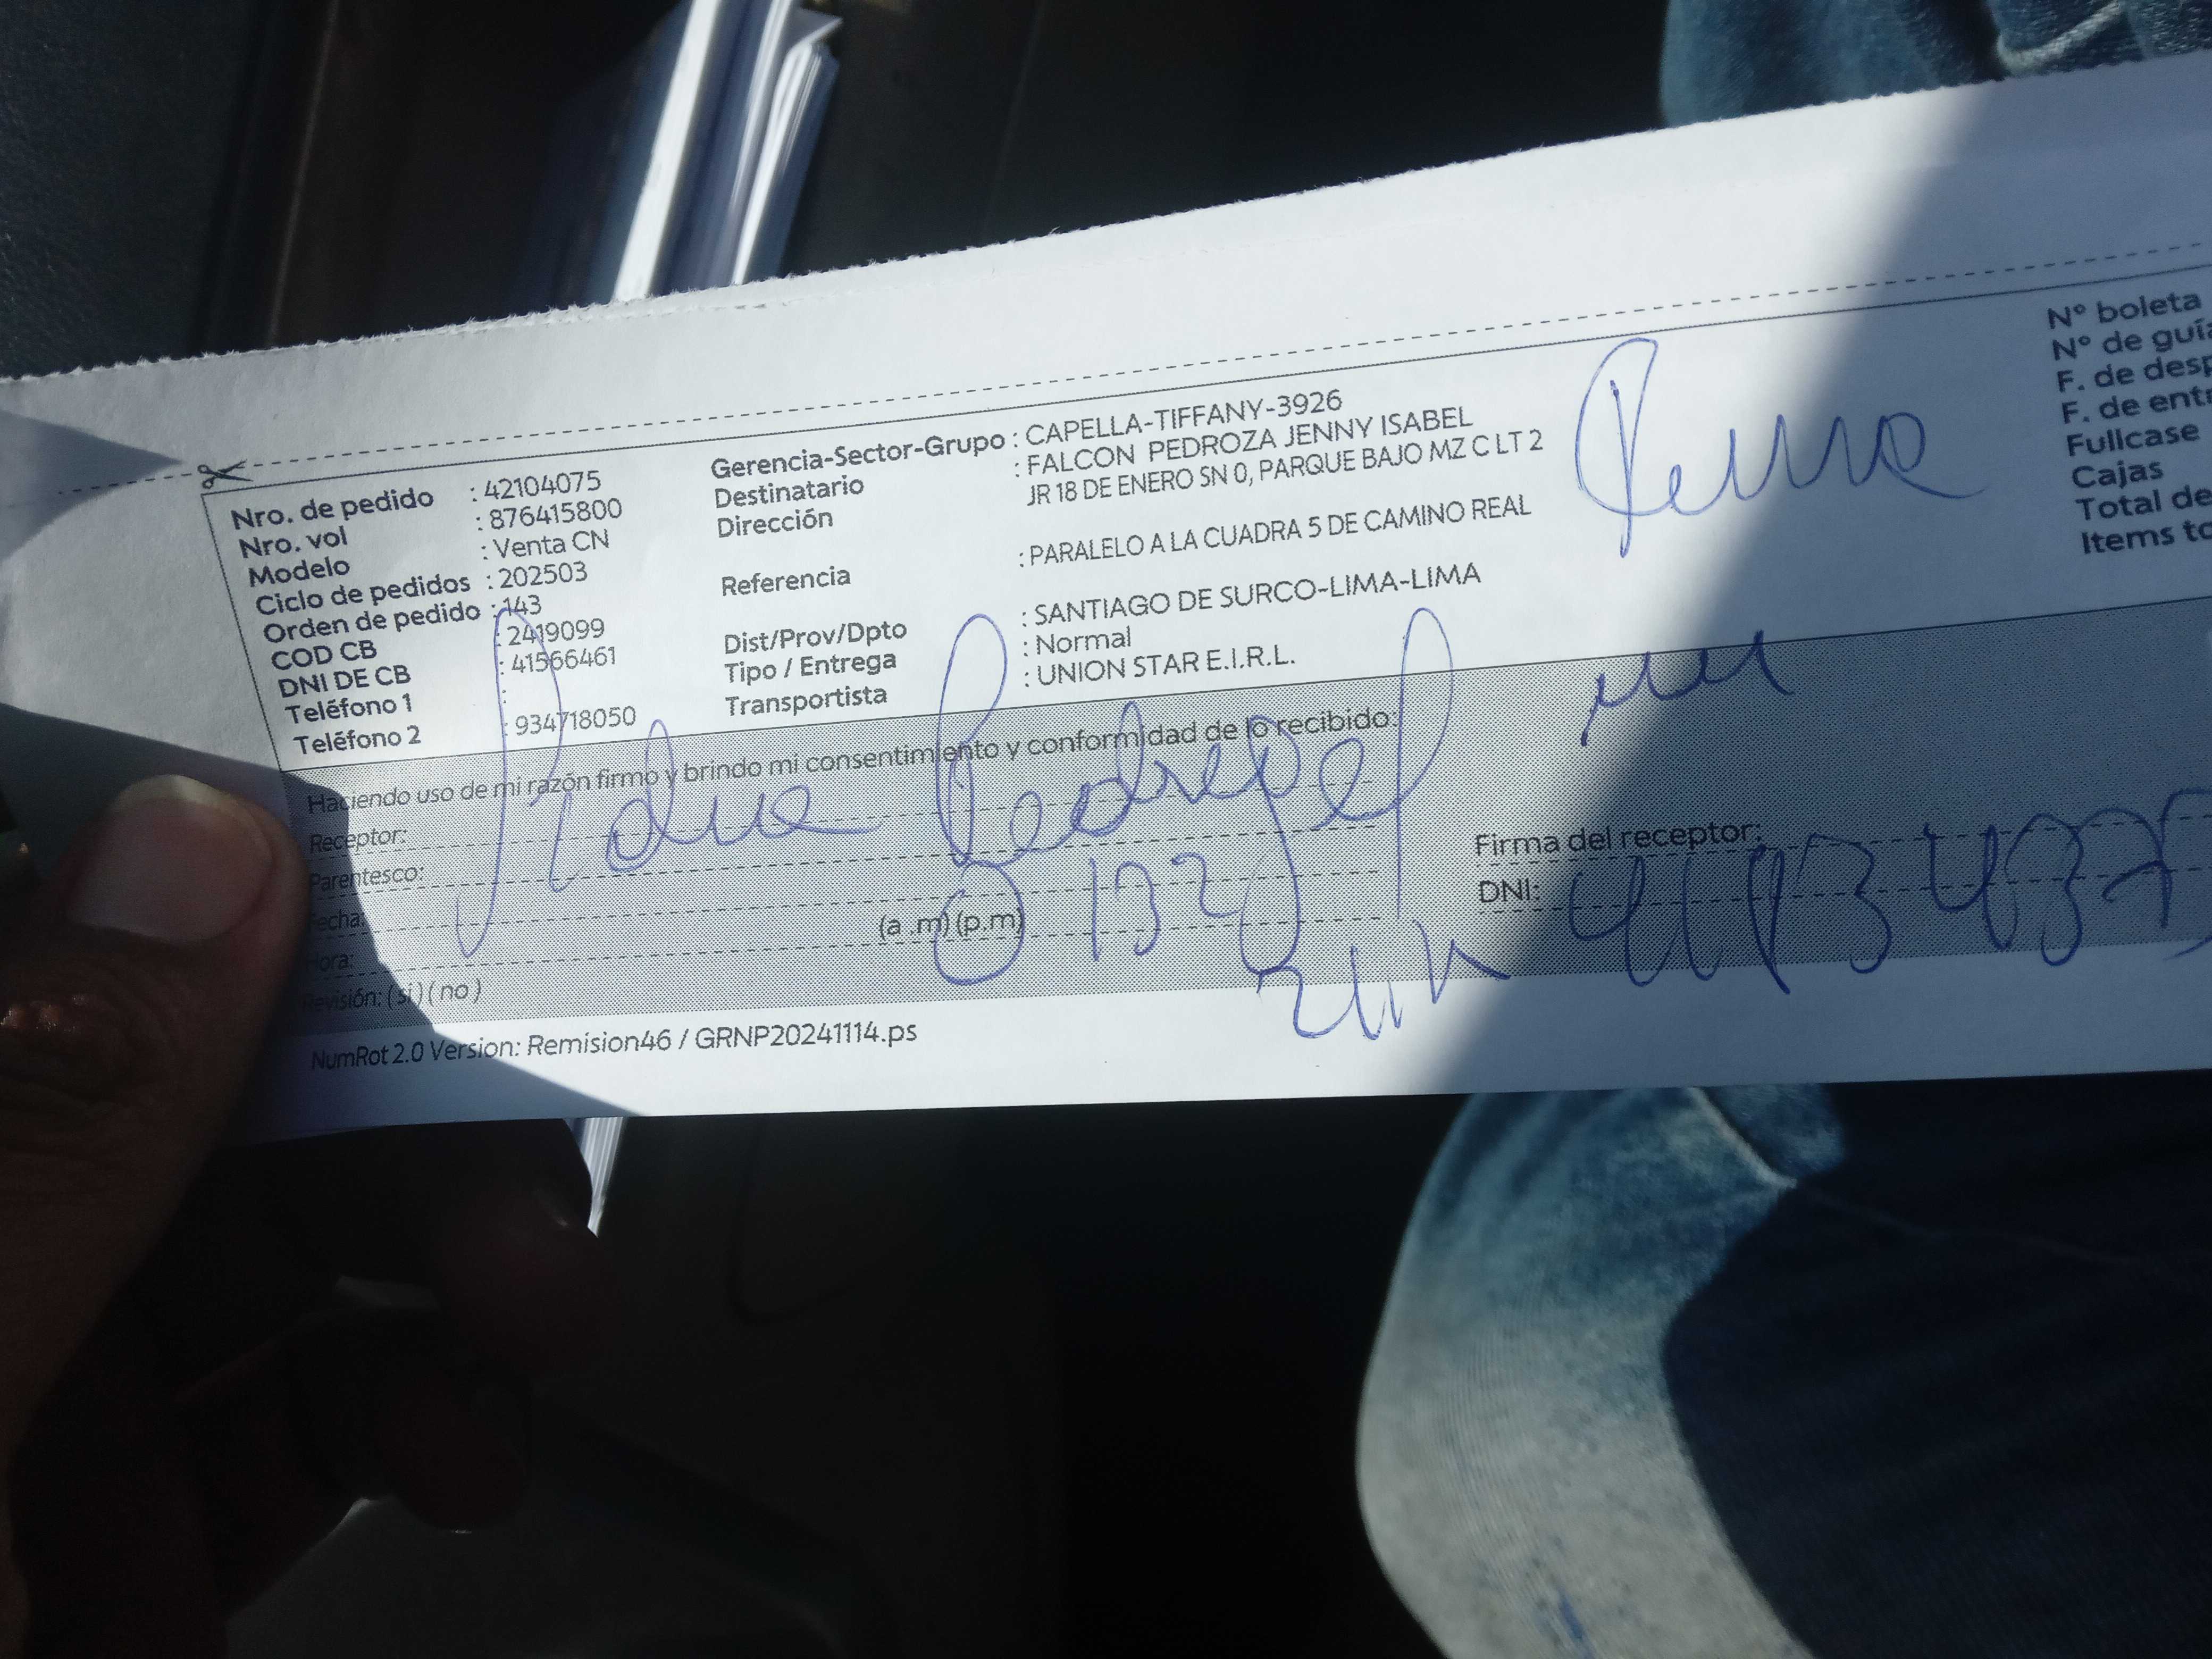 Nro. de pedido : 42104075
Nro. vol : 876415800
Modelo : Venta CN
Ciclo de pedidos : 202503
Orden de pedido : 143
COD CB : 2419099
DNI DE CB : 41566461
Teléfono 1 :
Teléfono 2 : 934718050
Gerencia-Sector-Grupo : CAPELLA-TIFFANY-3926
Destinatario : FALCON PEDROZA JENNY ISABEL
Dirección JR 18 DE ENERO SN 0, PARQUE BAJO MZ C LT 2
Referencia : PARALELO A LA CUADRA 5 DE CAMINO REAL
Dist/Prov/Dpto : SANTIAGO DE SURCO-LIMA-LIMA
Tipo / Entrega : Normal
Transportista : UNION STAR E.I.R.L.
N° boleta
N° de guía
F. de desp
F. de entr
Fullcase
Cajas
Total de
Items to
Haciendo uso de mi razón firmo y brindo mi consentimiento y conformidad de lo recibido:
Receptor:
Parentesco:
Fecha:
Hora: (a .m) (p.m)
Revisión: ( si ) ( no )
Firma del receptor:
DNI:
NumRot 2.0 Version: Remision46 / GRNP20241114.ps